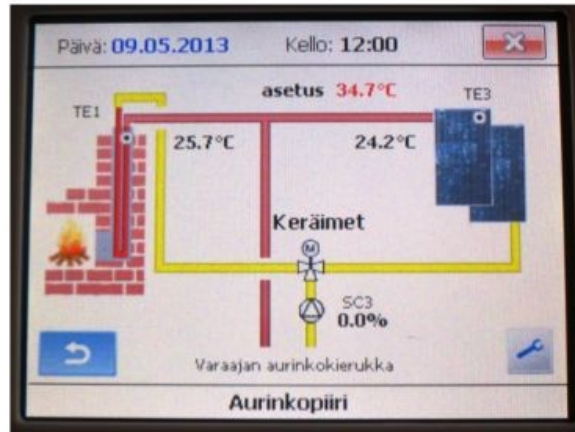 Päivä: 09.05.2013 Kello: 12:00
asetus 34.7°C
TE1
TE3
25.7°C
24.2°C
Keräimet
M
SC3
0.0%
Varaajan aurinkokierukka
Aurinkopiiri